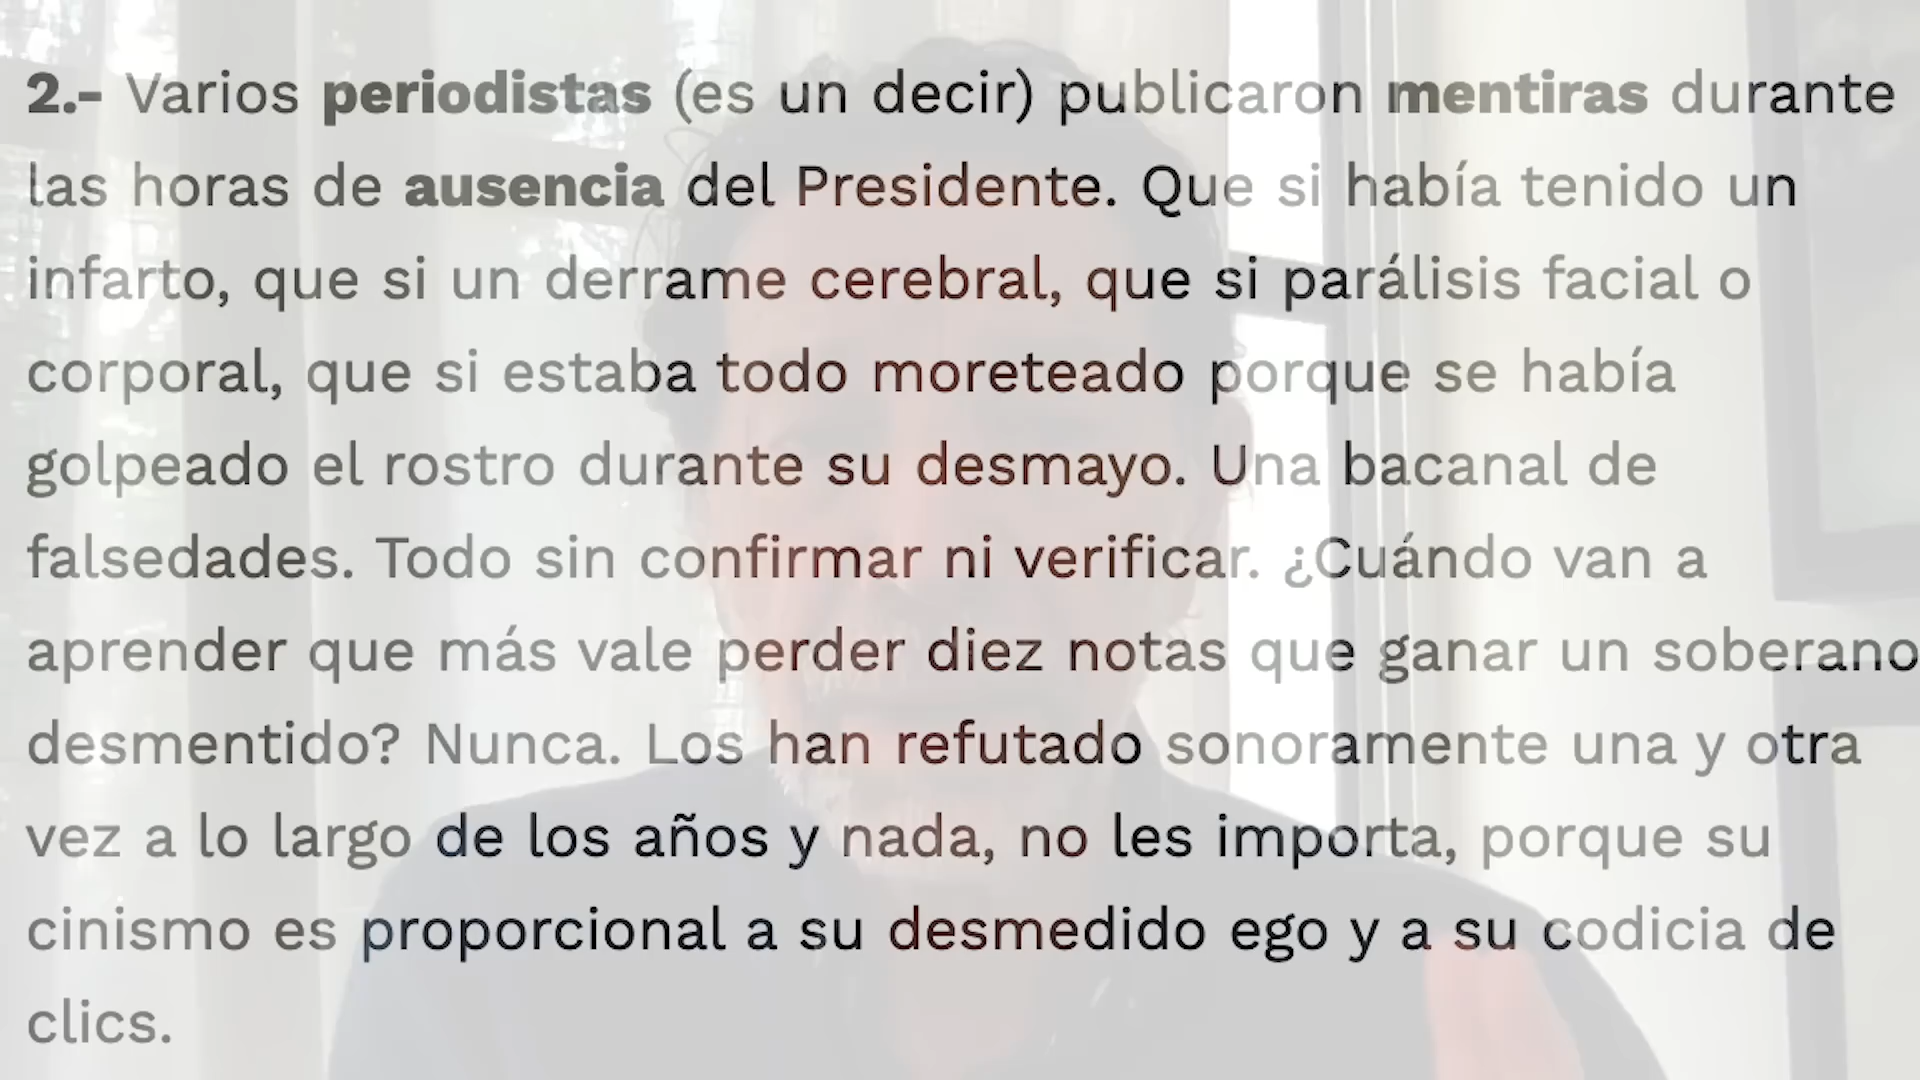 2.- Varios periodistas (es un decir) publicaron mentiras durante
las horas de ausencia del Presidente. Que si había tenido un
infarto, que si un derrame cerebral, que si parálisis facial o
corporal, que si estaba todo moreteado porque se había
golpeado el rostro durante su desmayo. Una bacanal de
falsedades. Todo sin confirmar ni verificar. ¿Cuándo van a
aprender que más vale perder diez notas que ganar un soberano
desmentido? Nunca. Los han refutado sonoramente una y otra
vez a lo largo de los años y nada, no les importa, porque su
cinismo es proporcional a su desmedido ego y a su codicia de
clics.